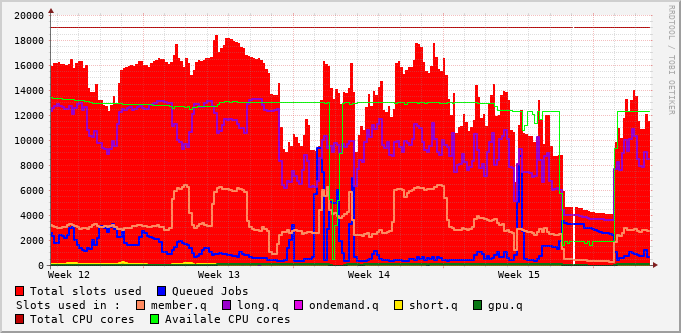 20000
18000
16000
14000
12000
10000
8000
6000
4000
2000
0
Week 12 Week 13 Week 14 Week 15
Total slots used Queued Jobs
Slots used in : member.q long.q ondemand.q short.q gpu.q
Total CPU cores Availale CPU cores
RRDTOOL / TOBI OETIKER